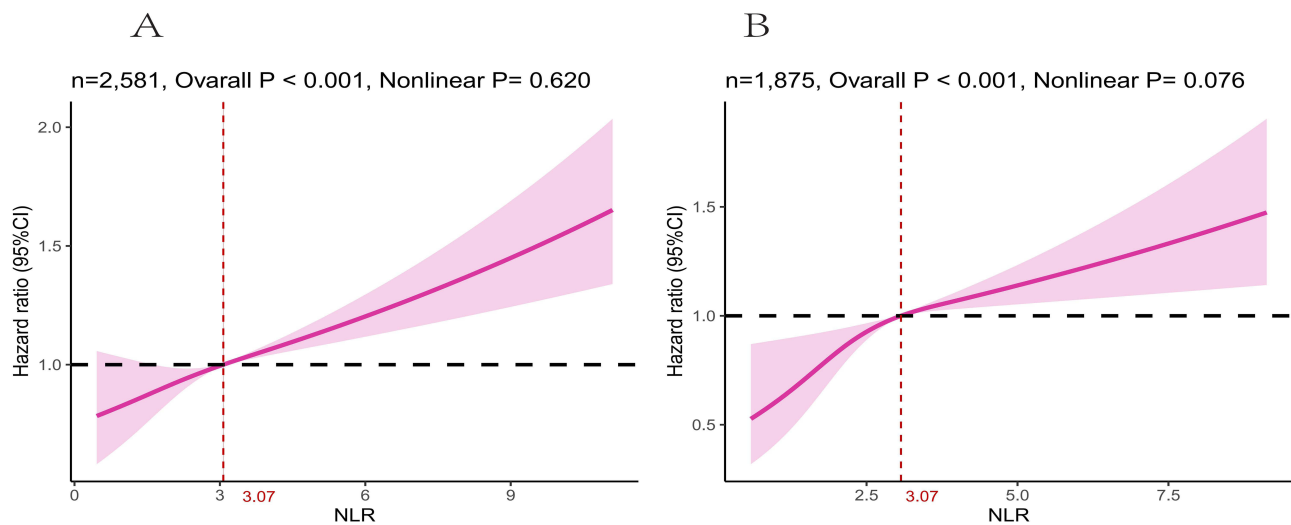 A
n=2,581, Ovarall P < 0.001, Nonlinear P= 0.620
Hazard ratio (95%CI)
2.0
1.5
1.0
0
3
3.07
6
9
NLR
B
n=1,875, Ovarall P < 0.001, Nonlinear P= 0.076
Hazard ratio (95%CI)
1.5
1.0
0.5
2.5
3.07
5.0
7.5
NLR